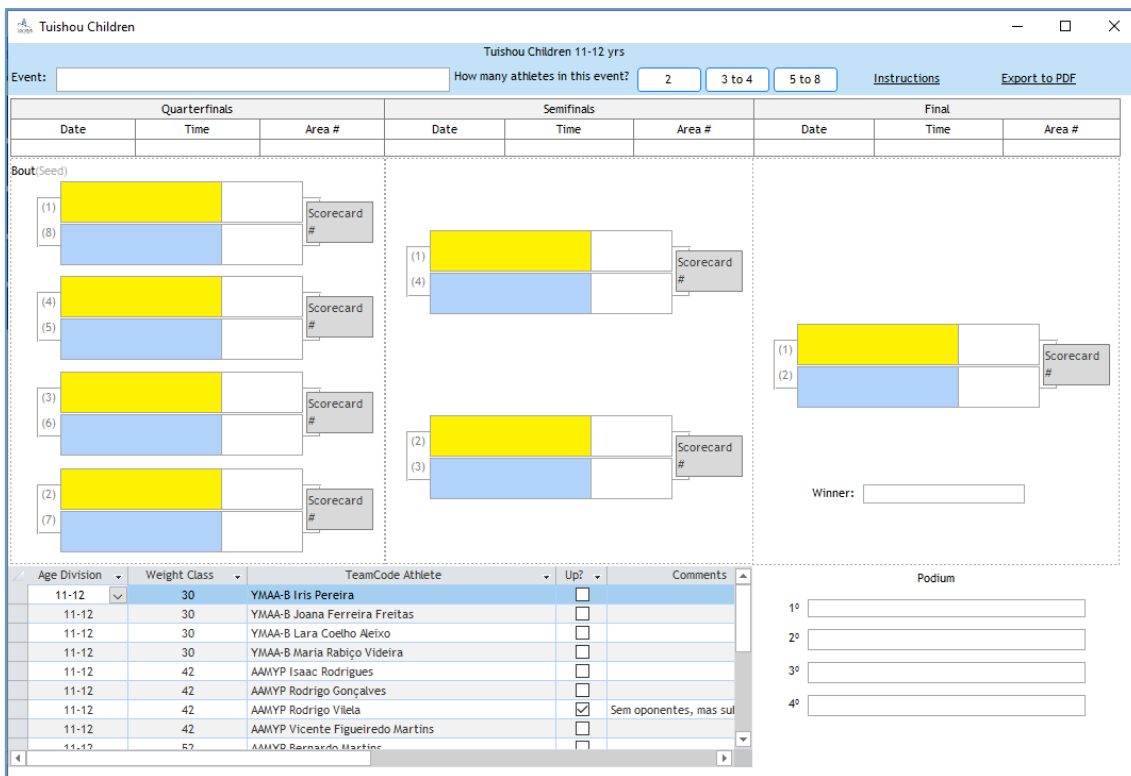 Tuishou Children
Tuishou Children 11-12 yrs
Event: How many athletes in this event? 2 3 to 4 5 to 8 Instructions Export to PDF
Quarterfinals Semifinals Final
Date Time Area # Date Time Area # Date Time Area #
Bout(Seed)
(1)
(8)
Scorecard
#
(4)
(5)
Scorecard
#
(3)
(6)
Scorecard
#
(2)
(7)
Scorecard
#
(1)
(4)
Scorecard
#
(2)
(3)
Scorecard
#
(1)
(2)
Scorecard
#
Winner:
Age Division Weight Class TeamCode Athlete Up? Comments
11-12 30 YMAA-B Iris Pereira
11-12 30 YMAA-B Joana Ferreira Freitas
11-12 30 YMAA-B Lara Coelho Aleixo
11-12 30 YMAA-B Maria Rabiço Videira
11-12 42 AAMYP Isaac Rodrigues
11-12 42 AAMYP Rodrigo Gonçalves
11-12 42 AAMYP Rodrigo Vilela Sem oponentes, mas sul
11-12 42 AAMYP Vicente Figueiredo Martins
11-12 52 AAMYP Bernardo Martins
Podium
1º
2º
3º
4º